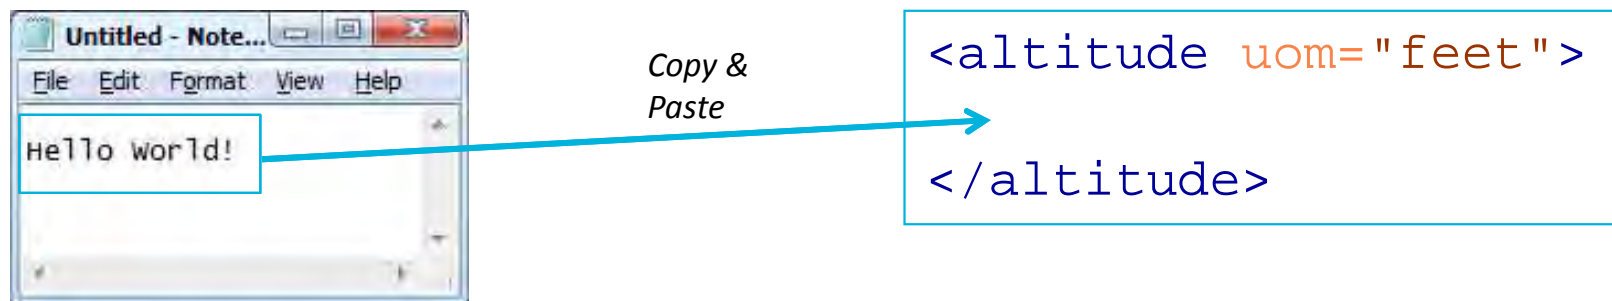 Untitled - Note...
File Edit Format View Help
Hello World!
Copy &
Paste
<altitude uom="feet">
</altitude>